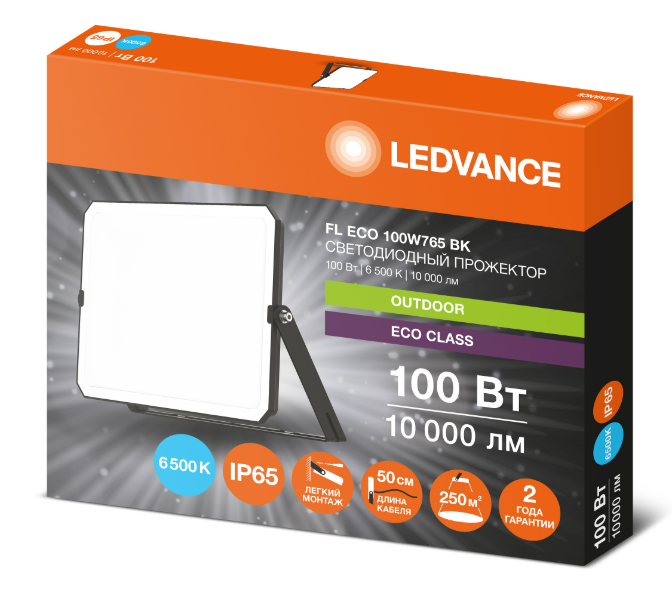 IP65
6500K
100 Вт
10 000 лм
LEDVANCE
LEDVANCE
FL ECO 100W765 BK
СВЕТОДИОДНЫЙ ПРОЖЕКТОР
100 Вт | 6 500 K | 10 000 лм
OUTDOOR
ECO CLASS
100 Вт
10 000 лм
6500K
IP65
ЛЕГКИЙ
МОНТАЖ
50 СМ
ДЛИНА
КАБЕЛЯ
250 М²
2
ГОДА
ГАРАНТИИ
IP65
6500K
100 Вт
10 000 лм